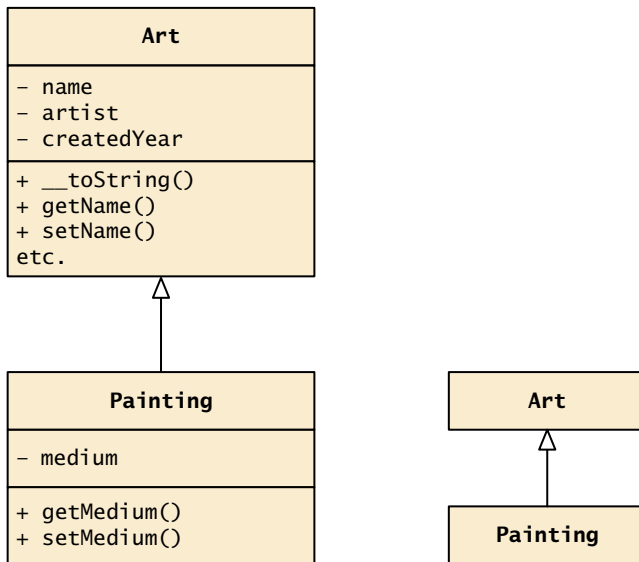 Art
– name
– artist
– createdYear
+ __toString()
+ getName()
+ setName()
etc.
Painting
– medium
+ getMedium()
+ setMedium()
Art
Painting